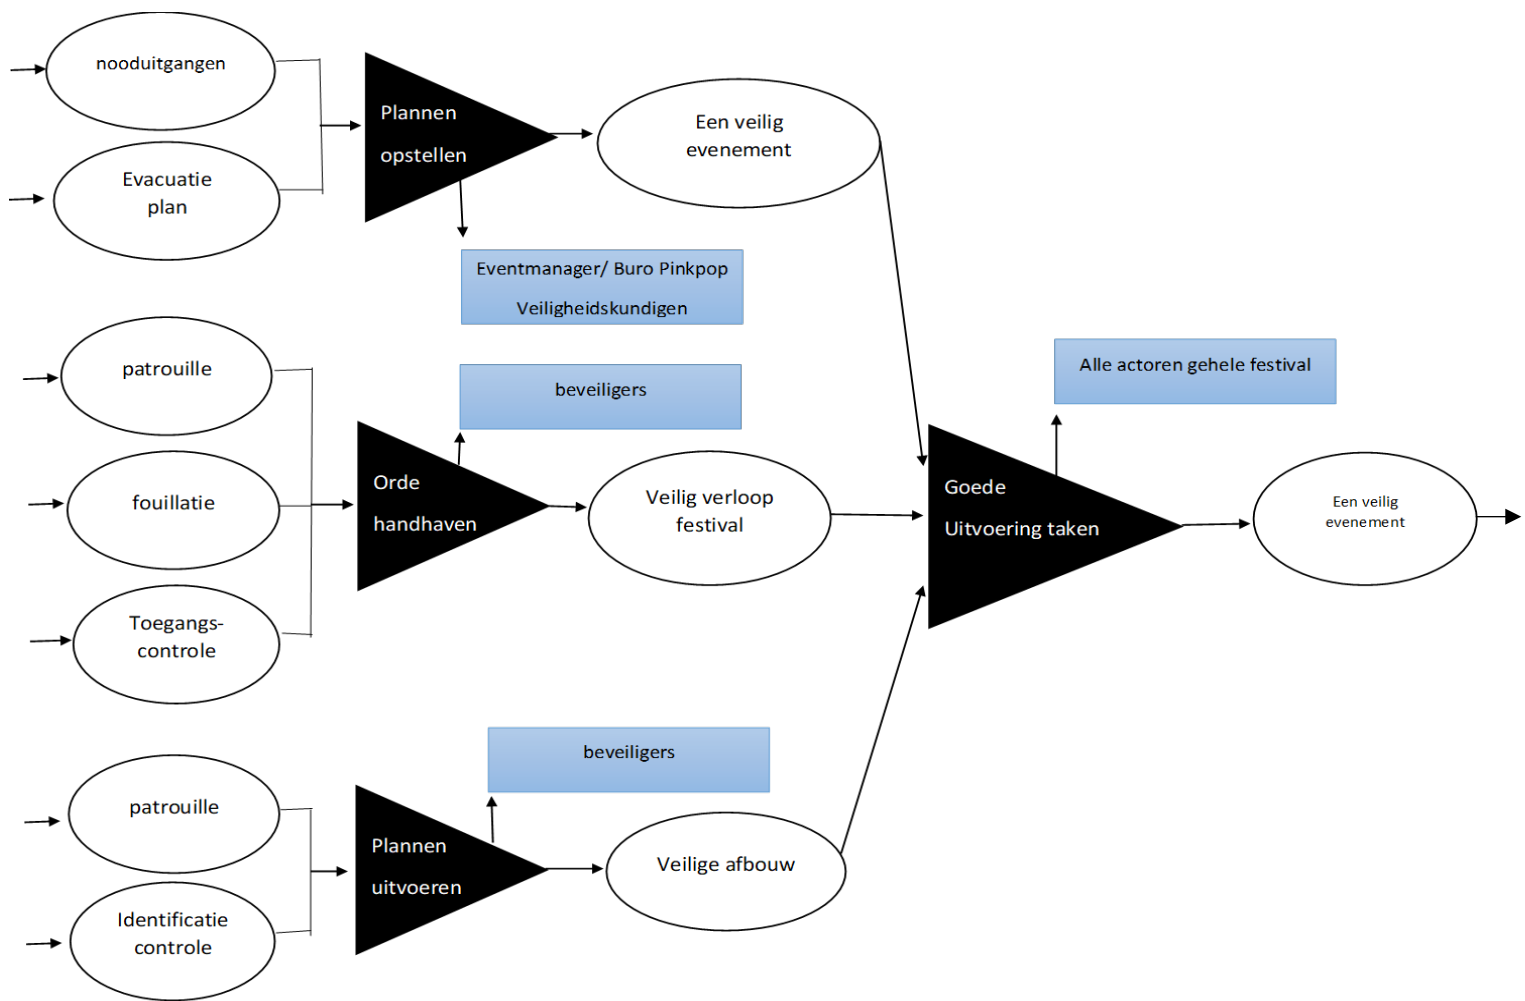 nooduitgangen
Evacuatie
plan
Plannen
opstellen
Een veilig
evenement
Eventmanager/ Buro Pinkpop
Veiligheidskundigen
patrouille
fouillatie
Toegangs-
controle
beveiligers
Orde
handhaven
Veilig verloop
festival
Alle actoren gehele festival
Goede
Uitvoering taken
Een veilig
evenement
patrouille
Identificatie
controle
beveiligers
Plannen
uitvoeren
Veilige afbouw